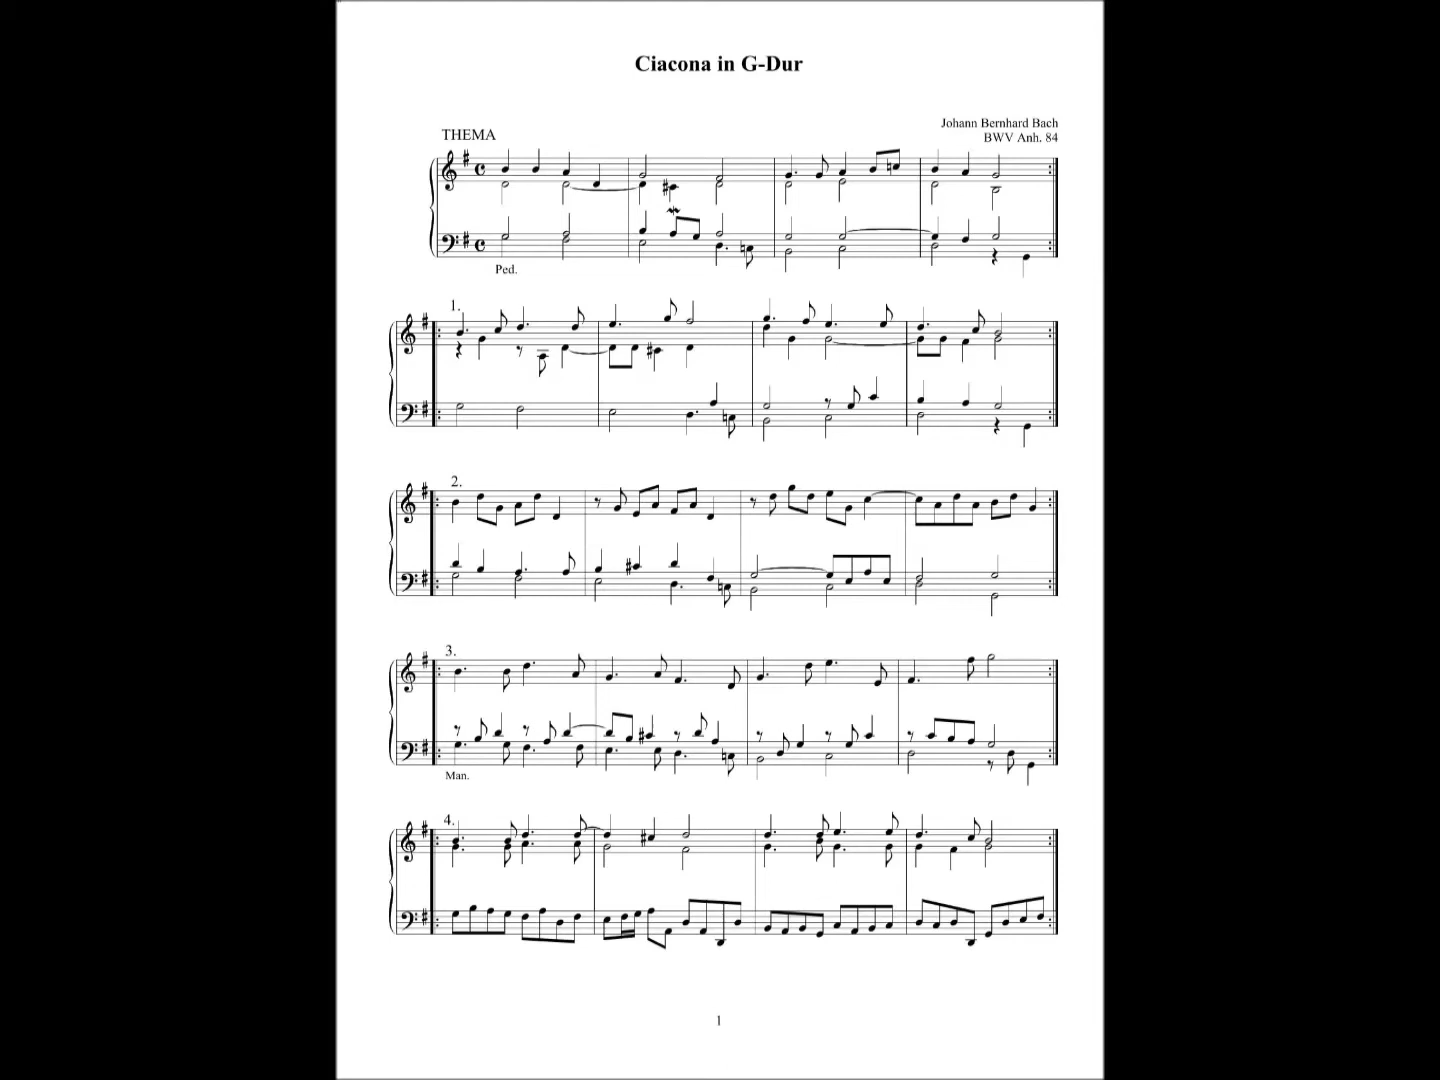 Ciacona in G-Dur
Johann Bernhard Bach
BWV Anh. 84
THEMA
Ped.
1.
2.
3.
Man.
4.
1